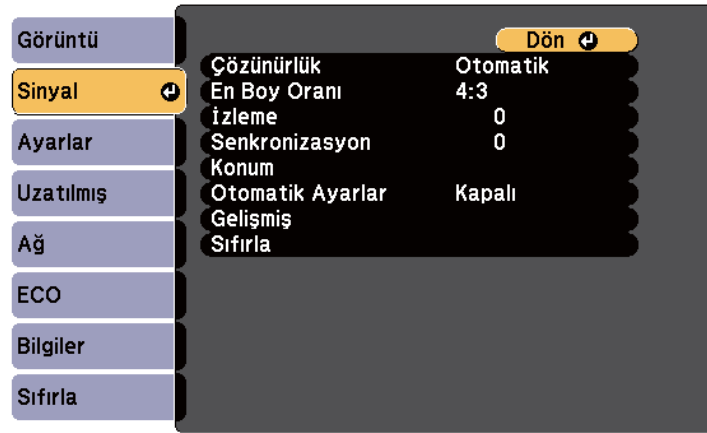 Görüntü
Sinyal
Ayarlar
Uzatılmış
Ağ
ECO
Bilgiler
Sıfırla
Dön
Çözünürlük Otomatik
En Boy Oranı 4:3
İzleme 0
Senkronizasyon 0
Konum
Otomatik Ayarlar Kapalı
Gelişmiş
Sıfırla